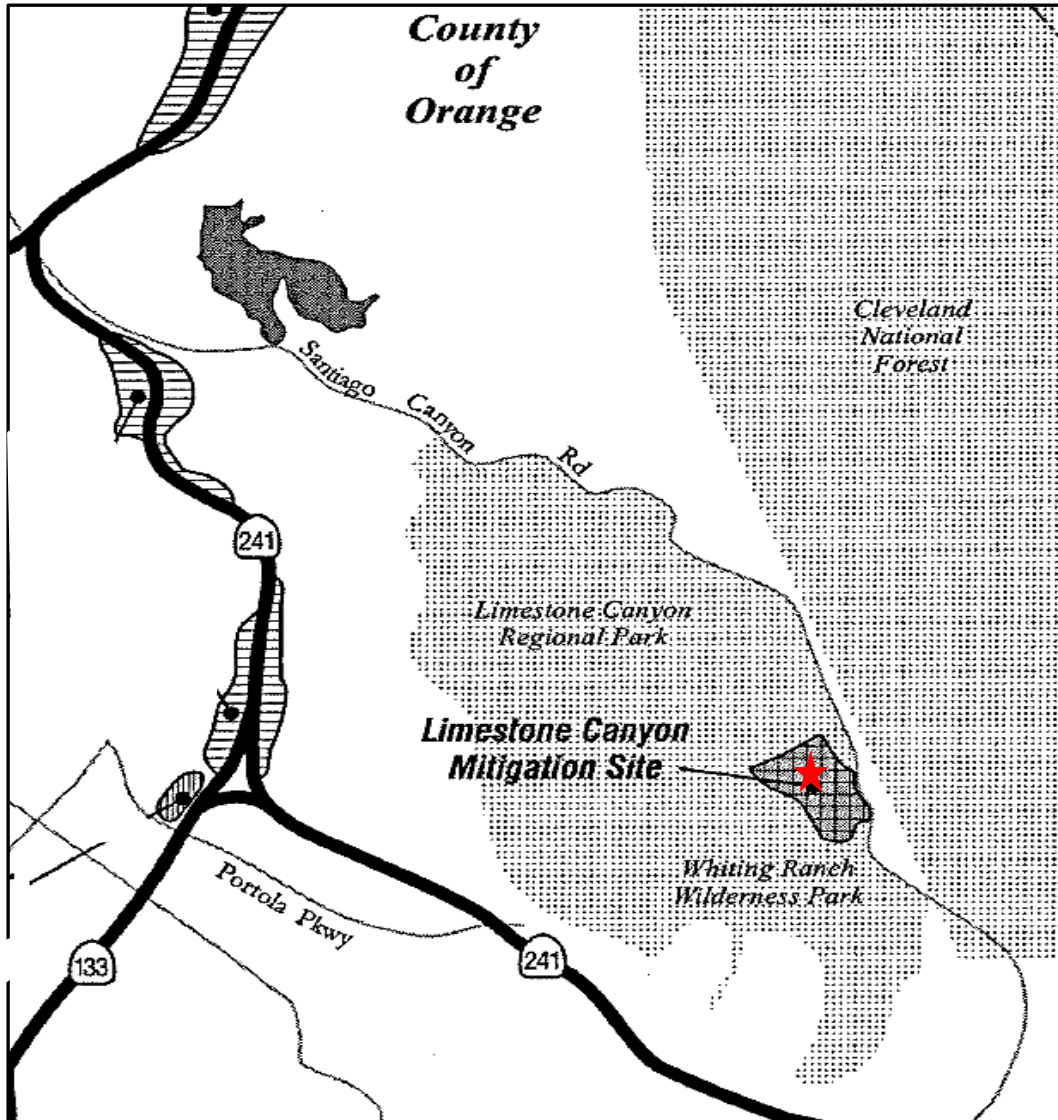 County
of
Orange
Cleveland
National
Forest
Santiago Canyon Rd
241
Limestone Canyon
Regional Park
Limestone Canyon
Mitigation Site
Whiting Ranch
Wilderness Park
Portola Pkwy
133
241